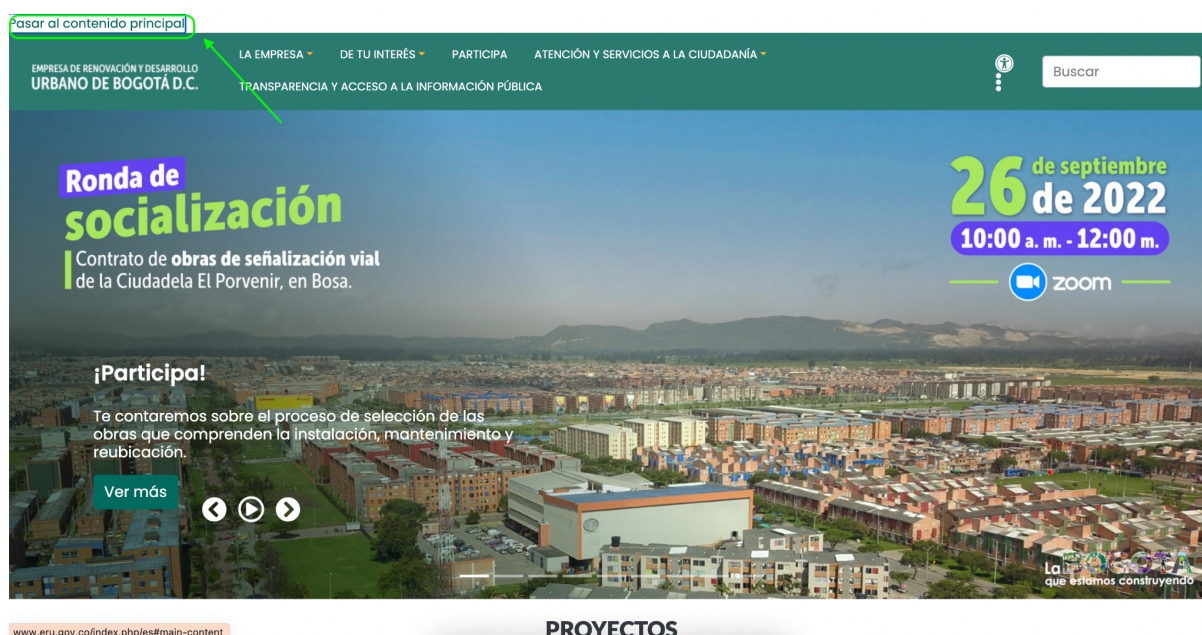 Pasar al contenido principal
LA EMPRESA DE TU INTERÉS PARTICIPA ATENCIÓN Y SERVICIOS A LA CIUDADANÍA
EMPRESA DE RENOVACIÓN Y DESARROLLO
URBANO DE BOGOTÁ D.C.
TRANSPARENCIA Y ACCESO A LA INFORMACIÓN PÚBLICA
Buscar
Ronda de
socialización
Contrato de obras de señalización vial
de la Ciudadela El Porvenir, en Bosa.
26 de septiembre
de 2022
10:00 a. m. - 12:00 m.
zoom
¡Participa!
Te contaremos sobre el proceso de selección de las
obras que comprenden la instalación, mantenimiento y
reubicación.
Ver más
La BOGOTÁ
que estamos construyendo
PROYECTOS
www.eru.gov.co/index.php/es#main-content